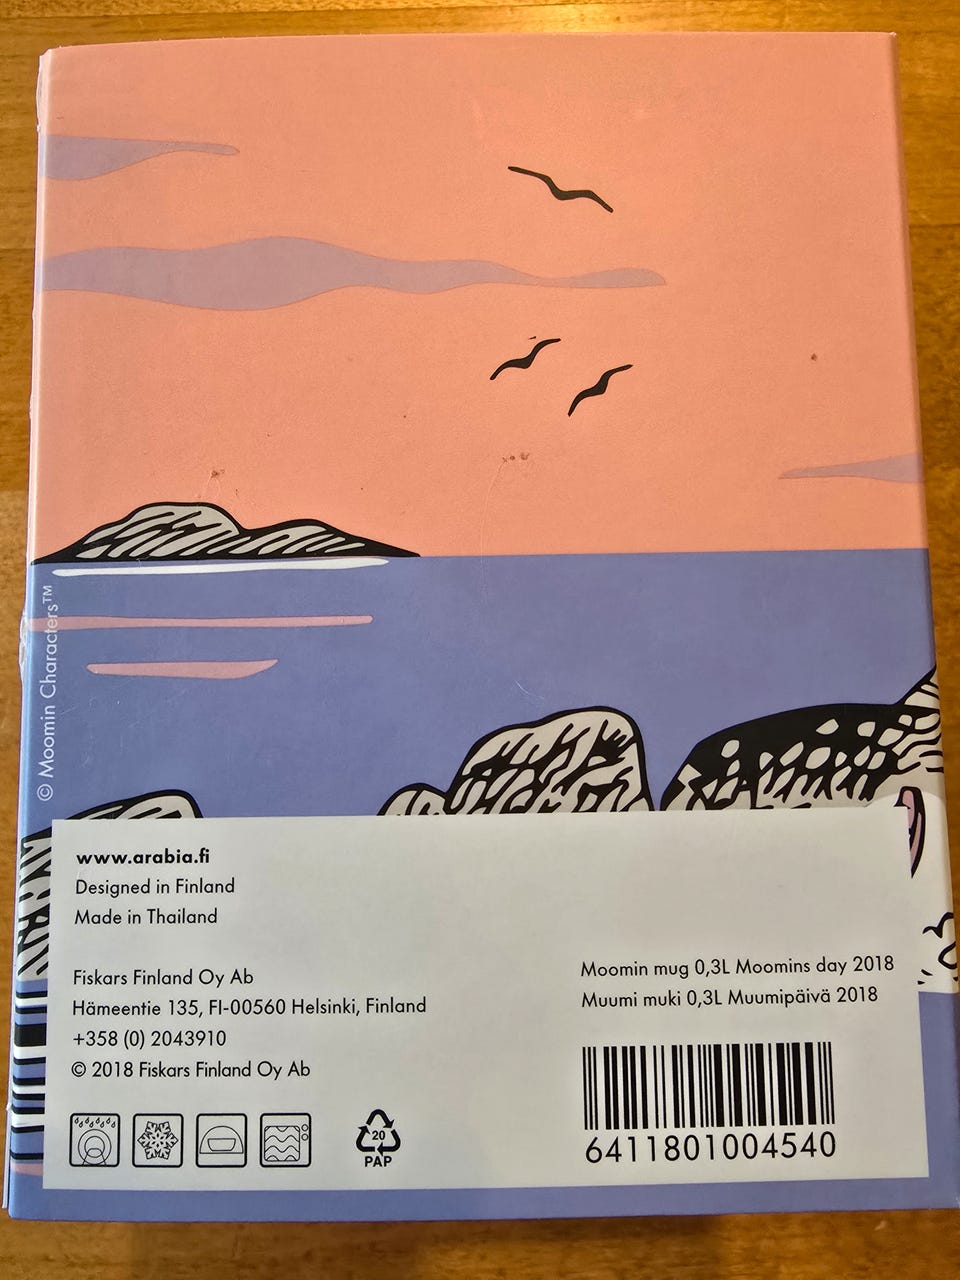 © Moomin Characters™
www.arabia.fi
Designed in Finland
Made in Thailand
Fiskars Finland Oy Ab
Hämeentie 135, FI-00560 Helsinki, Finland
+358 (0) 2043910
© 2018 Fiskars Finland Oy Ab
Moomin mug 0,3L Moomins day 2018
Muumi muki 0,3L Muumipäivä 2018
20
PAP
6411801004540